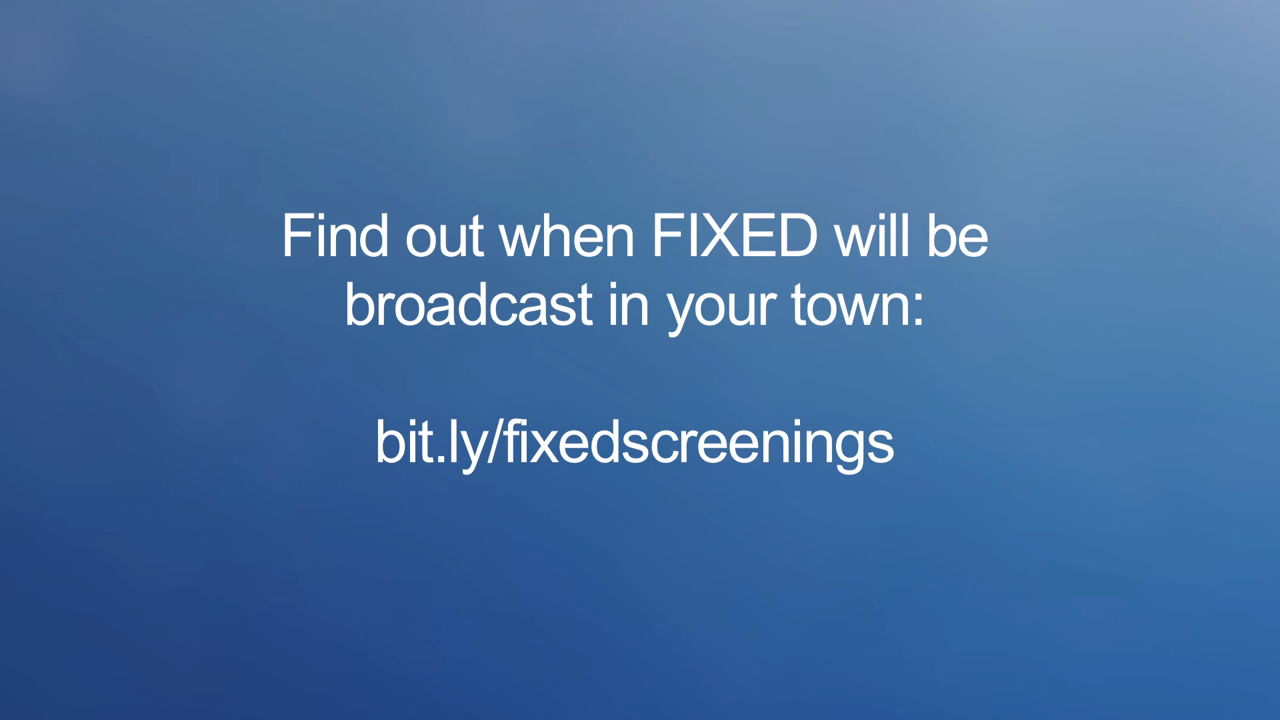 Find out when FIXED will be
broadcast in your town:
bit.ly/fixedscreenings